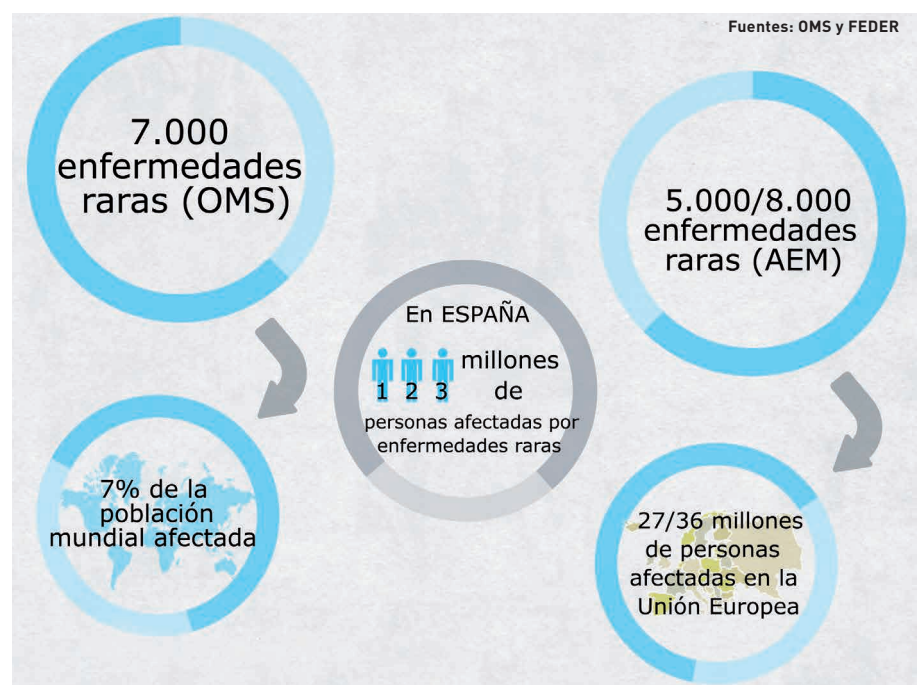 Fuentes: OMS y FEDER
7.000
enfermedades
raras (OMS)
5.000/8.000
enfermedades
raras (AEM)
En ESPAÑA
1 2 3 millones
de
personas afectadas por
enfermedades raras
7% de la
población
mundial afectada
27/36 millones
de personas
afectadas en la
Unión Europea